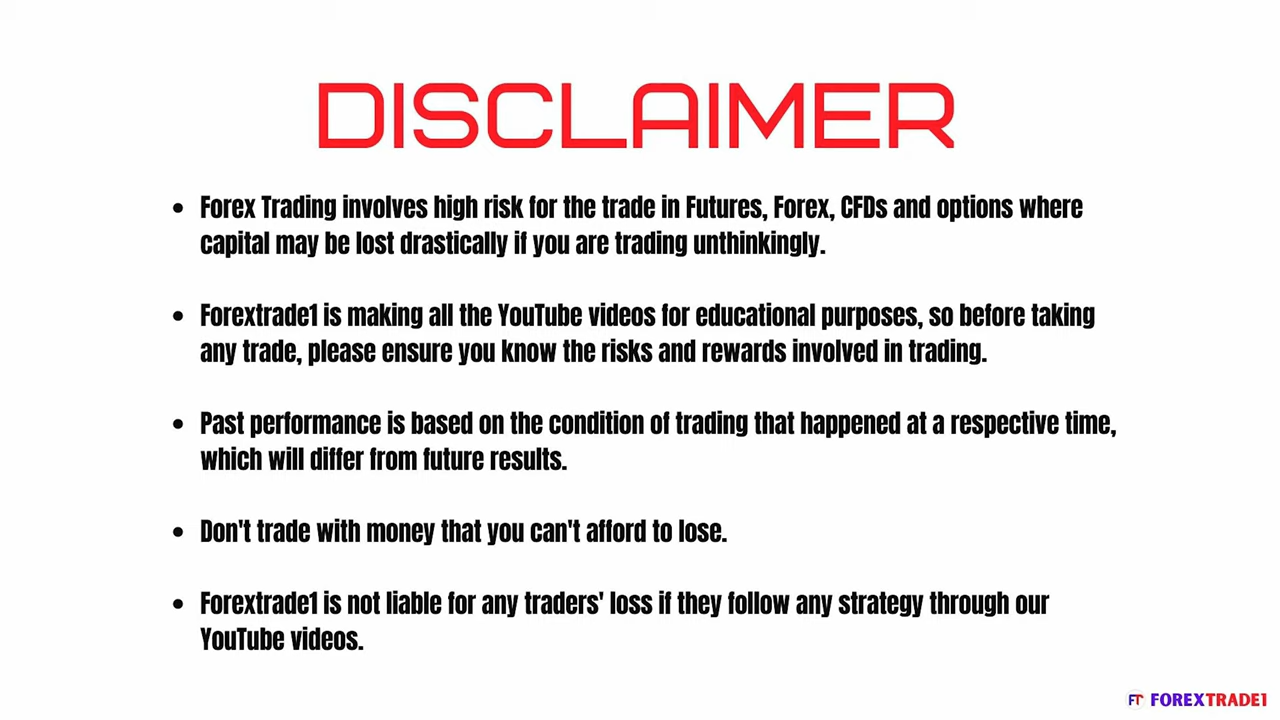 DISCLAIMER
• Forex Trading involves high risk for the trade in Futures, Forex, CFDs and options where
capital may be lost drastically if you are trading unthinkingly.
• Forextrade1 is making all the YouTube videos for educational purposes, so before taking
any trade, please ensure you know the risks and rewards involved in trading.
• Past performance is based on the condition of trading that happened at a respective time,
which will differ from future results.
• Don't trade with money that you can't afford to lose.
• Forextrade1 is not liable for any traders' loss if they follow any strategy through our
YouTube videos.
FT FOREXTRADE1